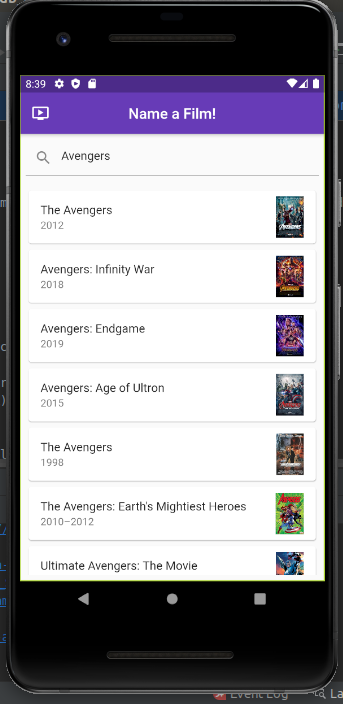 8:39
Name a Film!
Avengers
The Avengers
2012
Avengers: Infinity War
2018
Avengers: Endgame
2019
Avengers: Age of Ultron
2015
The Avengers
1998
The Avengers: Earth's Mightiest Heroes
2010–2012
Ultimate Avengers: The Movie
Event Log